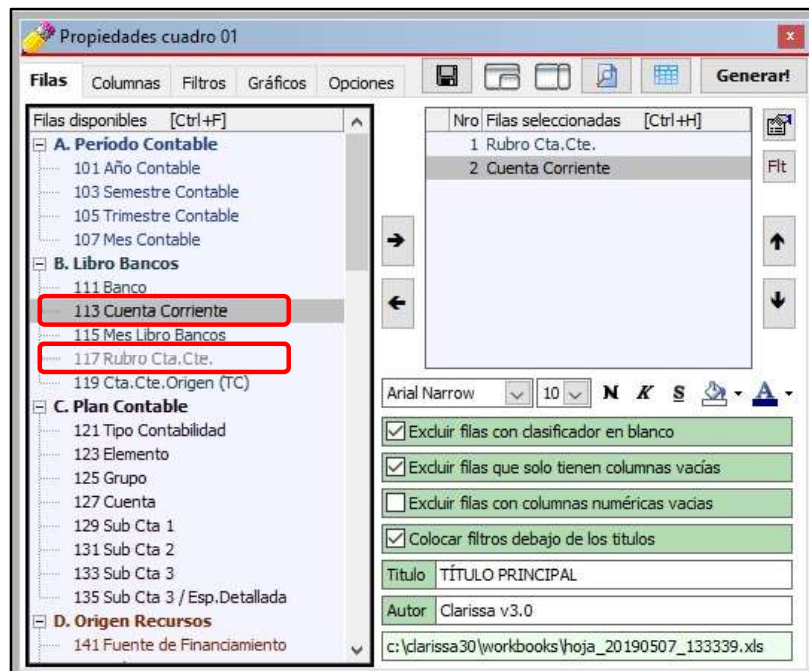 Propiedades cuadro 01
x
Filas Columnas Filtros Gráficos Opciones Generar!
Filas disponibles [Ctrl+F]
A. Período Contable
101 Año Contable
103 Semestre Contable
105 Trimestre Contable
107 Mes Contable
B. Libro Bancos
111 Banco
113 Cuenta Corriente
115 Mes Libro Bancos
117 Rubro Cta.Cte.
119 Cta.Cte.Origen (TC)
C. Plan Contable
121 Tipo Contabilidad
123 Elemento
125 Grupo
127 Cuenta
129 Sub Cta 1
131 Sub Cta 2
133 Sub Cta 3
135 Sub Cta 3 / Esp.Detallada
D. Origen Recursos
141 Fuente de Financiamiento
Nro Filas seleccionadas [Ctrl+H]
1 Rubro Cta.Cte.
2 Cuenta Corriente
Flt
Arial Narrow 10 N K S A
Excluir filas con clasificador en blanco
Excluir filas que solo tienen columnas vacías
Excluir filas con columnas numéricas vacias
Colocar filtros debajo de los titulos
Titulo TÍTULO PRINCIPAL
Autor Clarissa v3.0
c:\clarissa30\workbooks\hoja_20190507_133339.xls